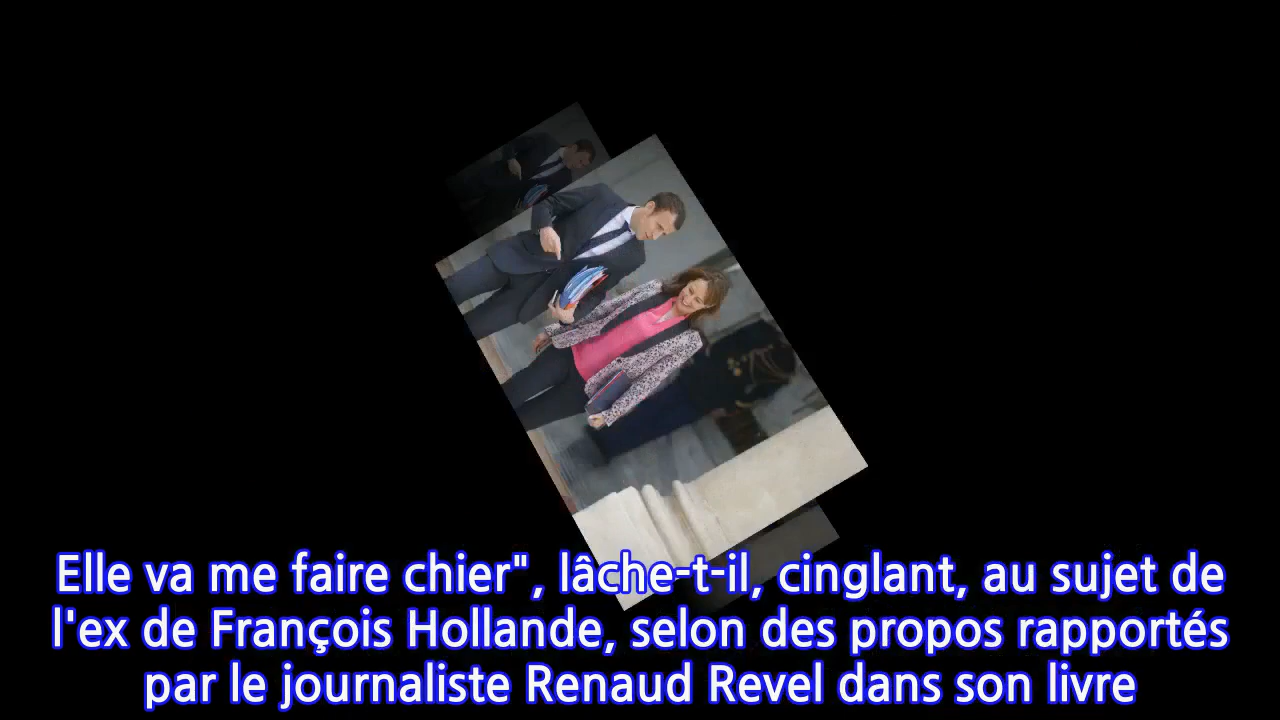 Elle va me faire chier", lâche-t-il, cinglant, au sujet de
l'ex de François Hollande, selon des propos rapportés
par le journaliste Renaud Revel dans son livre